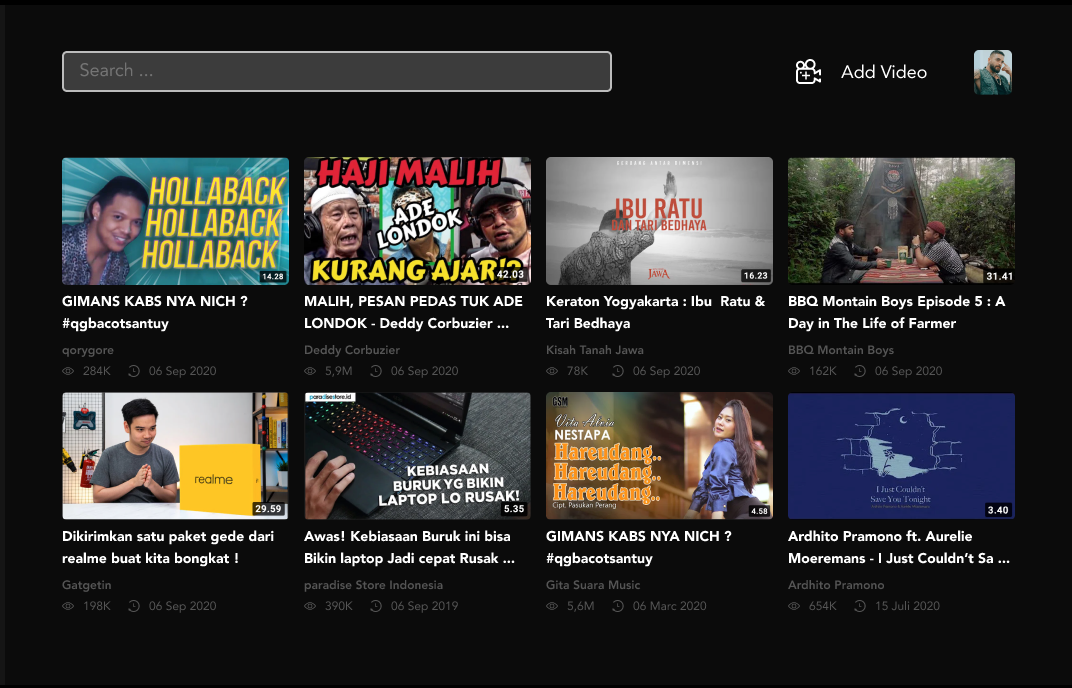 Search ...
Add Video
HOLLABACK
HOLLABACK
HOLLABACK
14.28
HAJI MALIH
ADE
LONDOK
KURANG AJAR!?
42.03
IBU RATU
DAN TARI BEDHAYA
JAWA
16.23
31.41
GIMANS KABS NYA NICH ?
#qgbacotsantuy
qorygore
284K 06 Sep 2020
MALIH, PESAN PEDAS TUK ADE
LONDOK - Deddy Corbuzier ...
Deddy Corbuzier
5,9M 06 Sep 2020
Keraton Yogyakarta : Ibu Ratu &
Tari Bedhaya
Kisah Tanah Jawa
78K 06 Sep 2020
BBQ Montain Boys Episode 5 : A
Day in The Life of Farmer
BBQ Montain Boys
162K 06 Sep 2020
realme
29.59
paradisestore.id
KEBIASAAN
BURUK YG BIKIN
LAPTOP LO RUSAK!
5.35
GSM
Vita Alvia
NESTAPA
Hareudang..
Hareudang..
Hareudang..
Cipt. Pasukan Perang
4.58
I Just Couldn't
Save You Tonight
3.40
Dikirimkan satu paket gede dari
realme buat kita bongkat !
Gatgetin
198K 06 Sep 2020
Awas! Kebiasaan Buruk ini bisa
Bikin laptop Jadi cepat Rusak ...
paradise Store Indonesia
390K 06 Sep 2019
GIMANS KABS NYA NICH ?
#qgbacotsantuy
Gita Suara Music
5,6M 06 Marc 2020
Ardhito Pramono ft. Aurelie
Moeremans - I Just Couldn't Sa ...
Ardhito Pramono
654K 15 Juli 2020